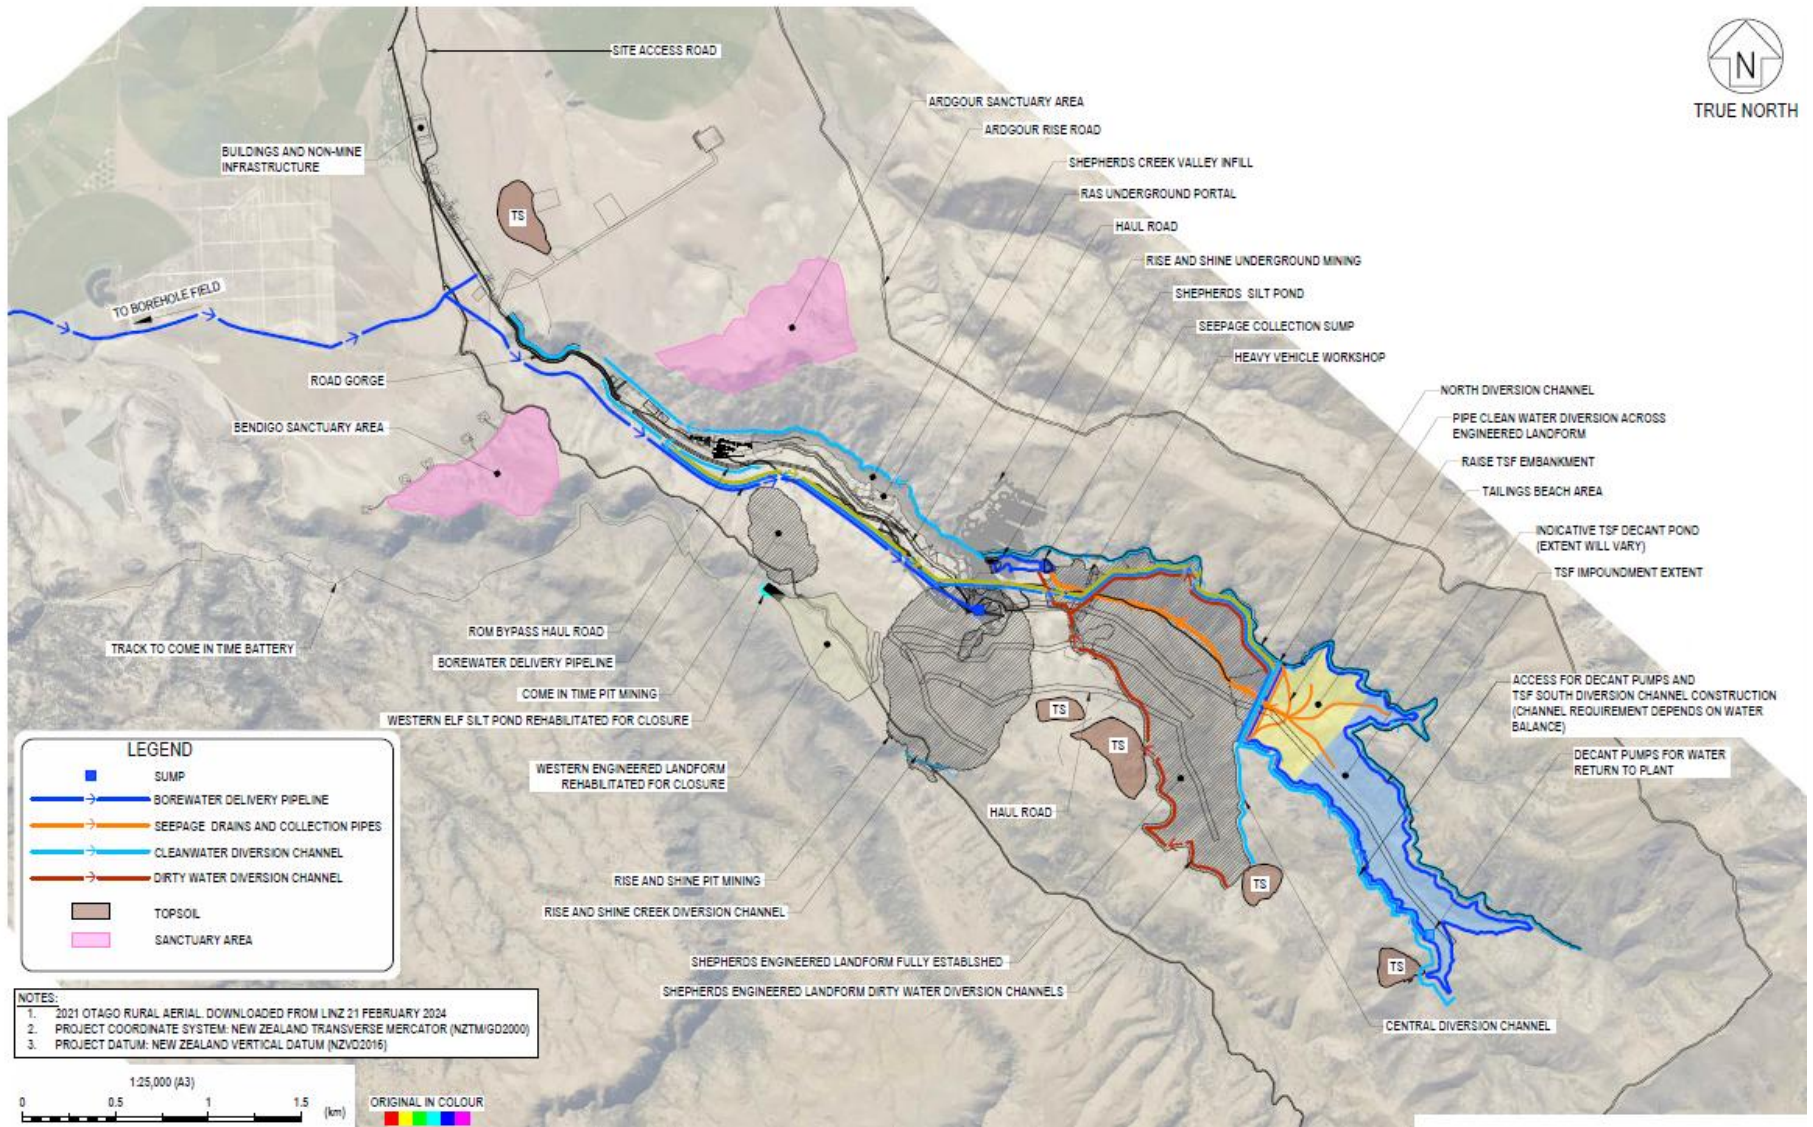 SITE ACCESS ROAD
N
TRUE NORTH
ARDGOUR SANCTUARY AREA
ARDGOUR RISE ROAD
BUILDINGS AND NON-MINE
INFRASTRUCTURE
SHEPHERDS CREEK VALLEY INFILL
RAS UNDERGROUND PORTAL
TS
HAUL ROAD
RISE AND SHINE UNDERGROUND MINING
SHEPHERDS SILT POND
TO BOREHOLE FIELD
SEEPAGE COLLECTION SUMP
HEAVY VEHICLE WORKSHOP
ROAD GORGE
NORTH DIVERSION CHANNEL
PIPE CLEAN WATER DIVERSION ACROSS
ENGINEERED LANDFORM
BENDIGO SANCTUARY AREA
RAISE TSF EMBANKMENT
TAILINGS BEACH AREA
INDICATIVE TSF DECANT POND
(EXTENT WILL VARY)
TSF IMPOUNDMENT EXTENT
ROM BYPASS HAUL ROAD
TRACK TO COME IN TIME BATTERY
BOREWATER DELIVERY PIPELINE
COME IN TIME PIT MINING
ACCESS FOR DECANT PUMPS AND
TSF SOUTH DIVERSION CHANNEL CONSTRUCTION
(CHANNEL REQUIREMENT DEPENDS ON WATER
BALANCE)
WESTERN ELF SILT POND REHABILITATED FOR CLOSURE
TS
TS
DECANT PUMPS FOR WATER
RETURN TO PLANT
WESTERN ENGINEERED LANDFORM
REHABILITATED FOR CLOSURE
HAUL ROAD
RISE AND SHINE PIT MINING
TS
RISE AND SHINE CREEK DIVERSION CHANNEL
SHEPHERDS ENGINEERED LANDFORM FULLY ESTABLSHED
TS
SHEPHERDS ENGINEERED LANDFORM DIRTY WATER DIVERSION CHANNELS
CENTRAL DIVERSION CHANNEL
LEGEND
SUMP
BOREWATER DELIVERY PIPELINE
SEEPAGE DRAINS AND COLLECTION PIPES
CLEANWATER DIVERSION CHANNEL
DIRTY WATER DIVERSION CHANNEL
TOPSOIL
SANCTUARY AREA
NOTES:
1. 2021 OTAGO RURAL AERIAL. DOWNLOADED FROM LINZ 21 FEBRUARY 2024
2. PROJECT COORDINATE SYSTEM: NEW ZEALAND TRANSVERSE MERCATOR (NZTM/GD2000)
3. PROJECT DATUM: NEW ZEALAND VERTICAL DATUM (NZVD2016)
1:25,000 (A3)
0 0.5 1 1.5 (km)
ORIGINAL IN COLOUR